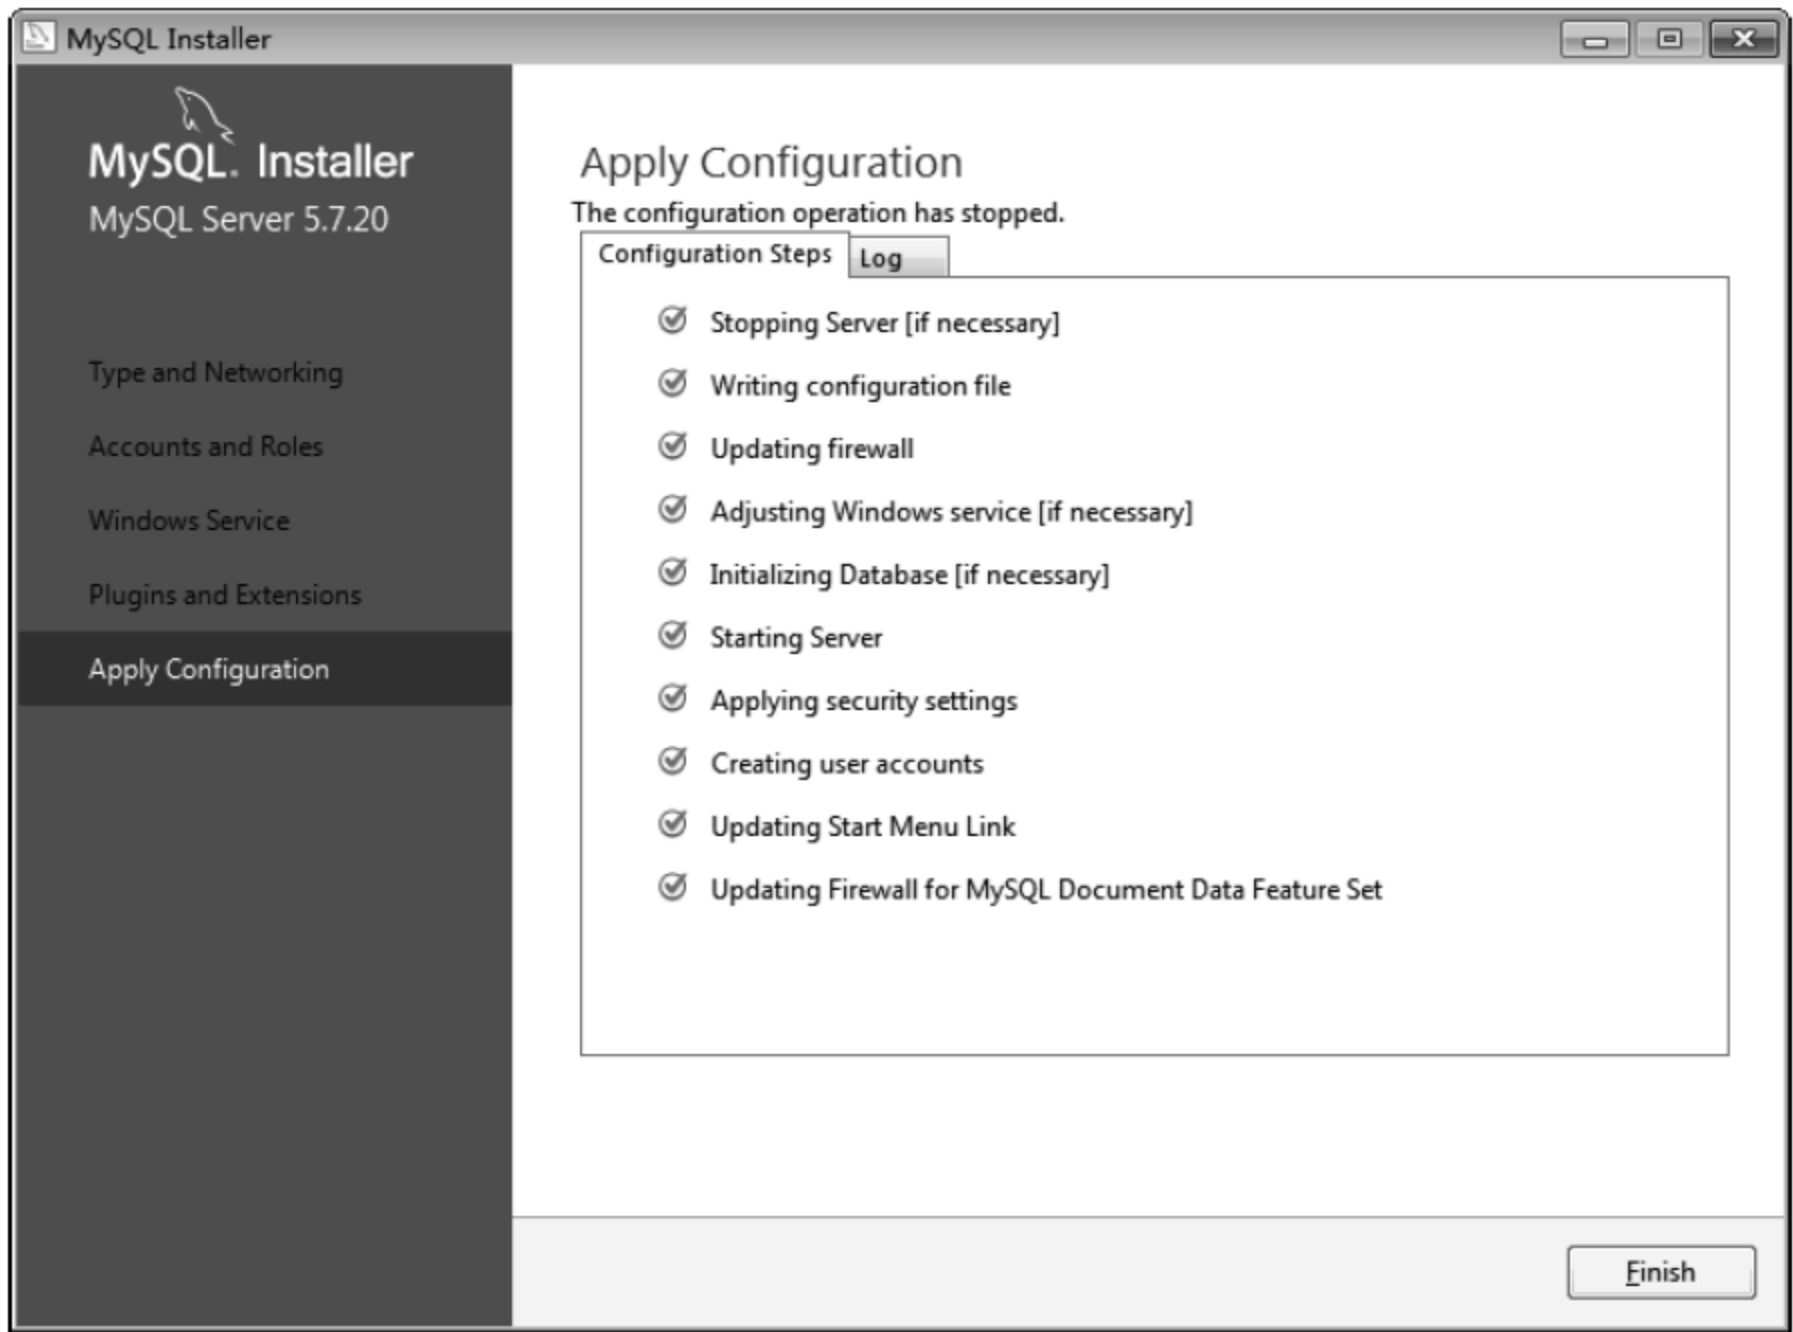 MySQL Installer
MySQL. Installer
MySQL Server 5.7.20
Type and Networking
Accounts and Roles
Windows Service
Plugins and Extensions
Apply Configuration
Apply Configuration
The configuration operation has stopped.
Configuration Steps
Log
Stopping Server [if necessary]
Writing configuration file
Updating firewall
Adjusting Windows service [if necessary]
Initializing Database [if necessary]
Starting Server
Applying security settings
Creating user accounts
Updating Start Menu Link
Updating Firewall for MySQL Document Data Feature Set
Finish